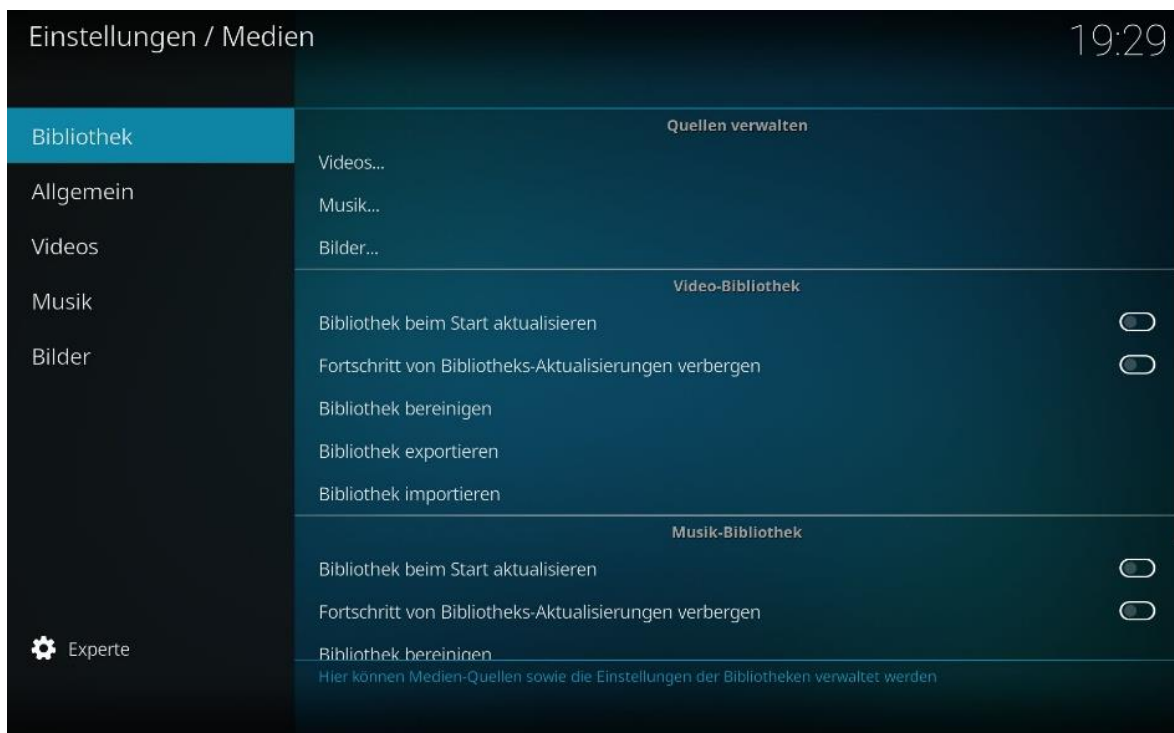 Einstellungen / Medien
19:29
Bibliothek
Allgemein
Videos
Musik
Bilder
Experte
Quellen verwalten
Videos...
Musik...
Bilder...
Video-Bibliothek
Bibliothek beim Start aktualisieren
Fortschritt von Bibliotheks-Aktualisierungen verbergen
Bibliothek bereinigen
Bibliothek exportieren
Bibliothek importieren
Musik-Bibliothek
Bibliothek beim Start aktualisieren
Fortschritt von Bibliotheks-Aktualisierungen verbergen
Bibliothek bereinigen
Hier können Medien-Quellen sowie die Einstellungen der Bibliotheken verwaltet werden